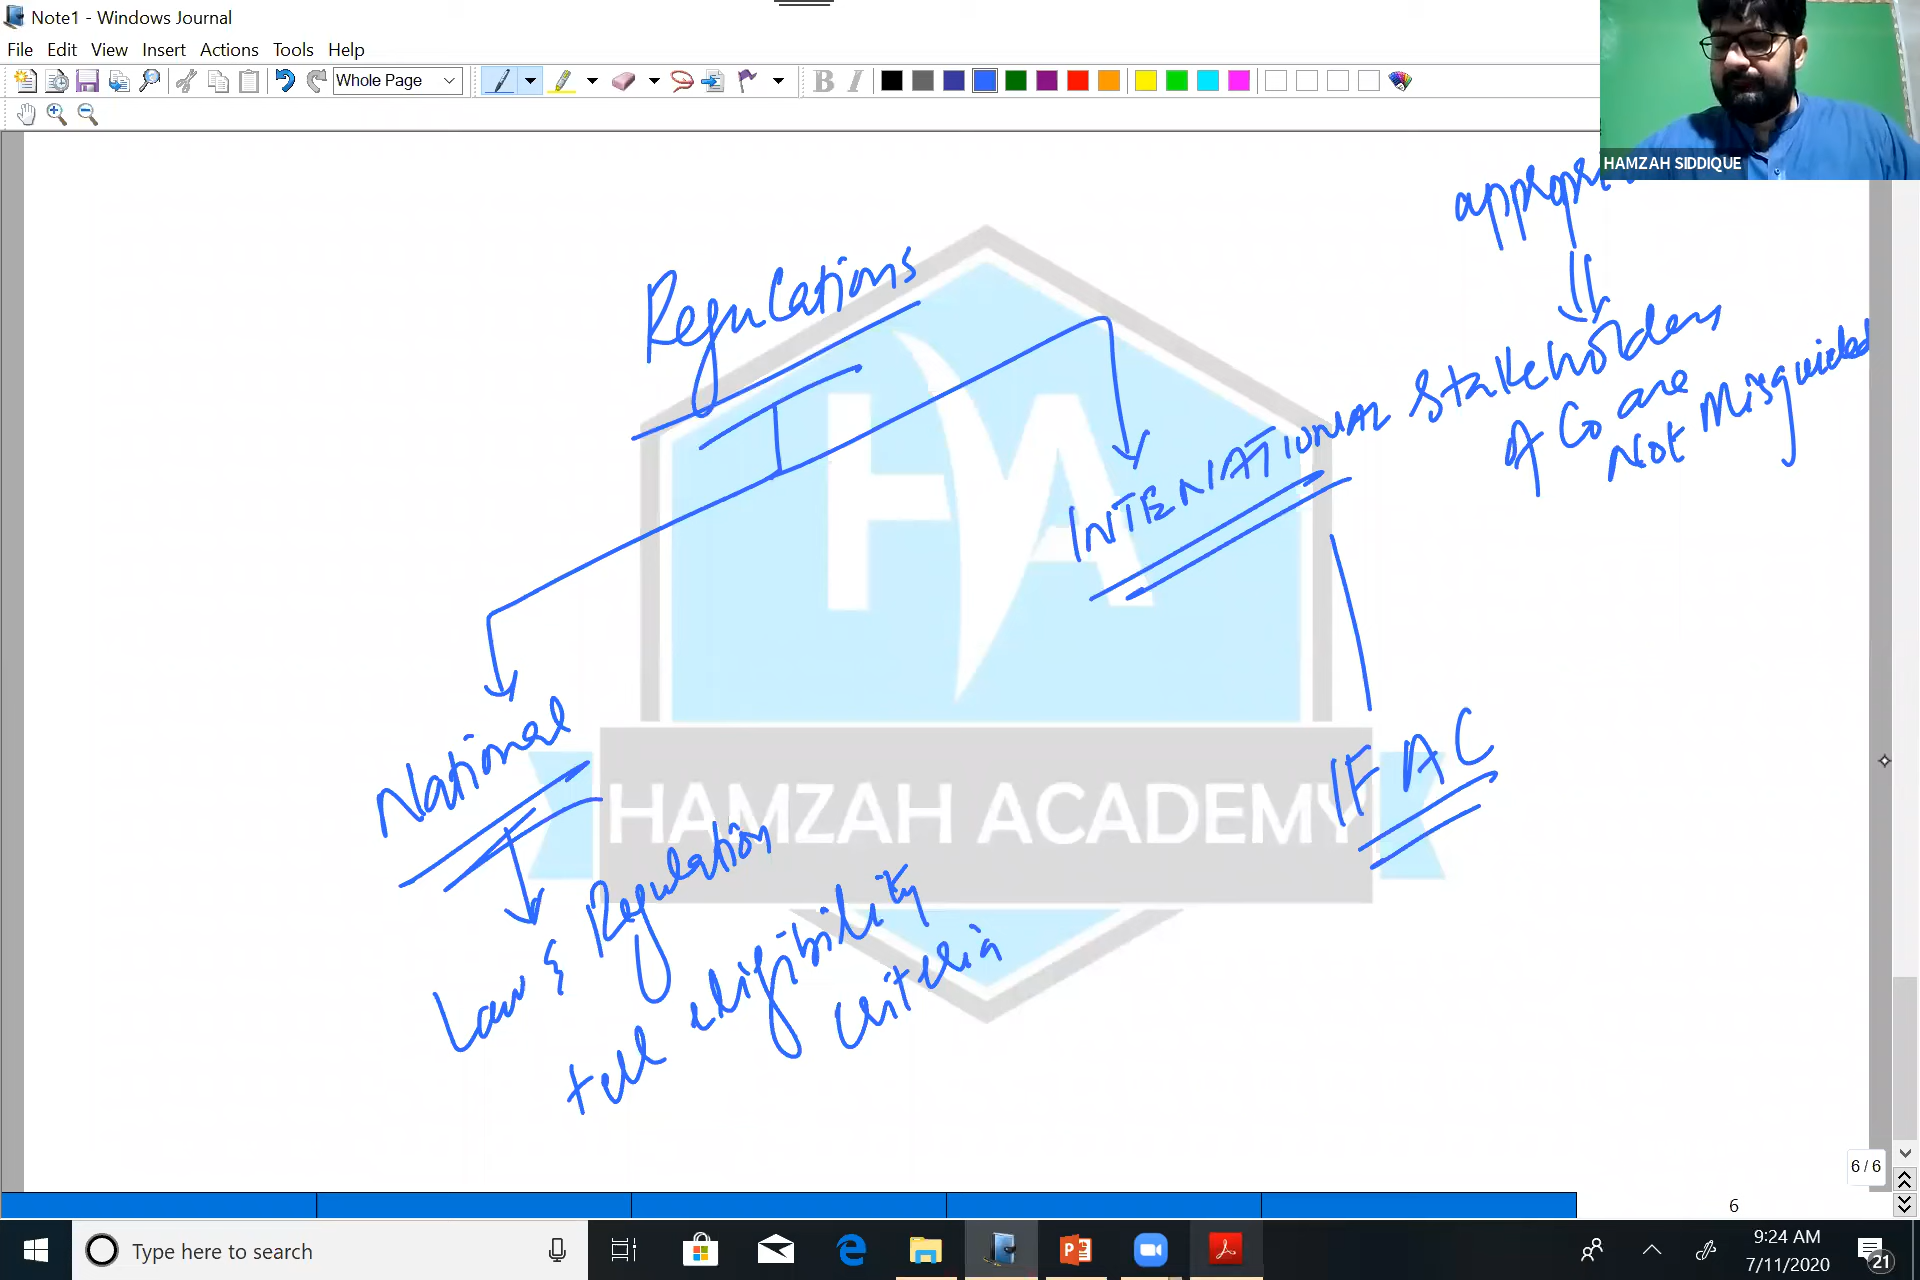 Note1 - Windows Journal
File Edit View Insert Actions Tools Help
Whole Page
B I
HAMZAH SIDDIQUE
Regulations
Stakeholders
of Co are
Not Misguided
INTENIATIONAL
National
IFAC
HAMZAH ACADEMY
Law & Regulation
tell eligibility
criteria
6 / 6
6
Type here to search
9:24 AM
7/11/2020
21